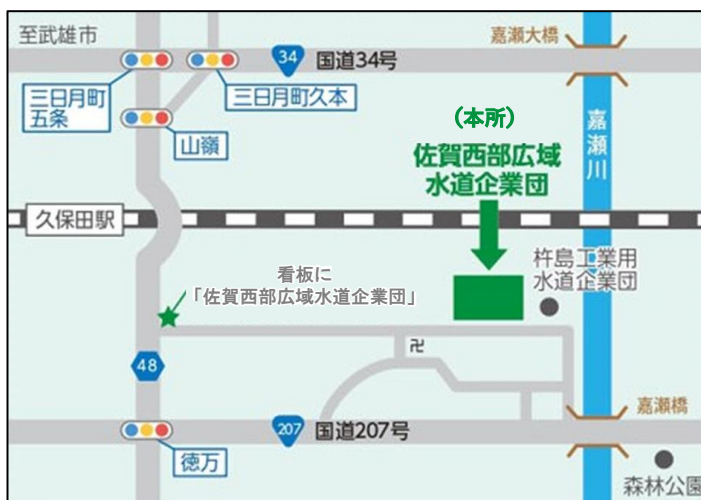 至武雄市
嘉瀬大橋
34
国道34号
三日月町
五条
三日月町久本
山嶺
(本所)
佐賀西部広域
水道企業団
嘉瀬川
久保田駅
杵島工業用
水道企業団
看板に
「佐賀西部広域水道企業団」
卍
48
嘉瀬橋
207
国道207号
徳万
森林公園